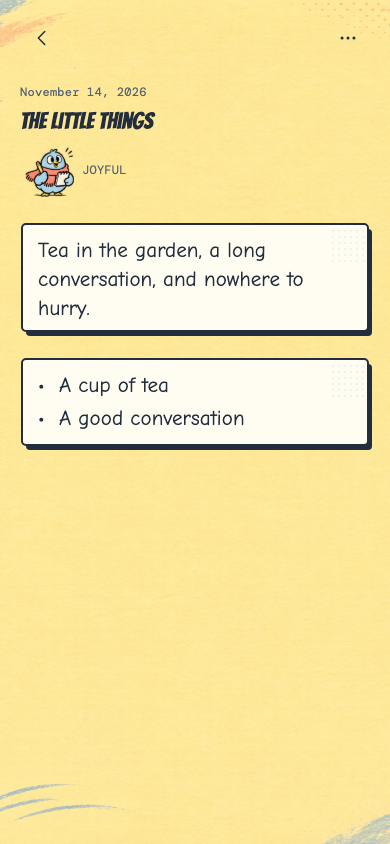 November 14, 2026
THE LITTLE THINGS
JOYFUL
Tea in the garden, a long
conversation, and nowhere to
hurry.
• A cup of tea
• A good conversation